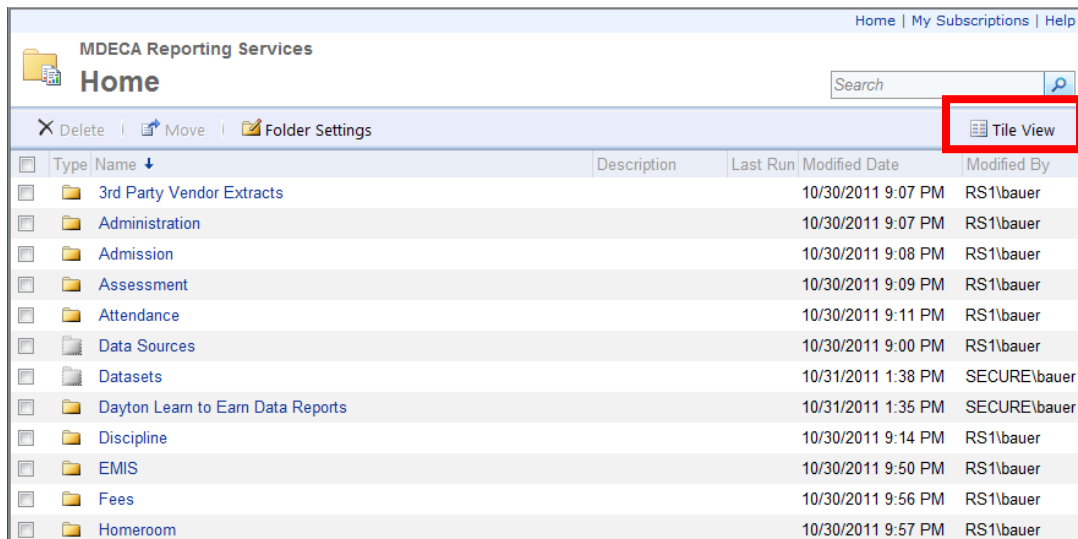 Home | My Subscriptions | Help
MDECA Reporting Services
Home
Search
Delete | Move | Folder Settings Tile View
Type Name Description Last Run Modified Date Modified By
3rd Party Vendor Extracts 10/30/2011 9:07 PM RS1\bauer
Administration 10/30/2011 9:07 PM RS1\bauer
Admission 10/30/2011 9:08 PM RS1\bauer
Assessment 10/30/2011 9:09 PM RS1\bauer
Attendance 10/30/2011 9:11 PM RS1\bauer
Data Sources 10/30/2011 9:00 PM RS1\bauer
Datasets 10/31/2011 1:38 PM SECURE\bauer
Dayton Learn to Earn Data Reports 10/31/2011 1:35 PM SECURE\bauer
Discipline 10/30/2011 9:14 PM RS1\bauer
EMIS 10/30/2011 9:50 PM RS1\bauer
Fees 10/30/2011 9:56 PM RS1\bauer
Homeroom 10/30/2011 9:57 PM RS1\bauer